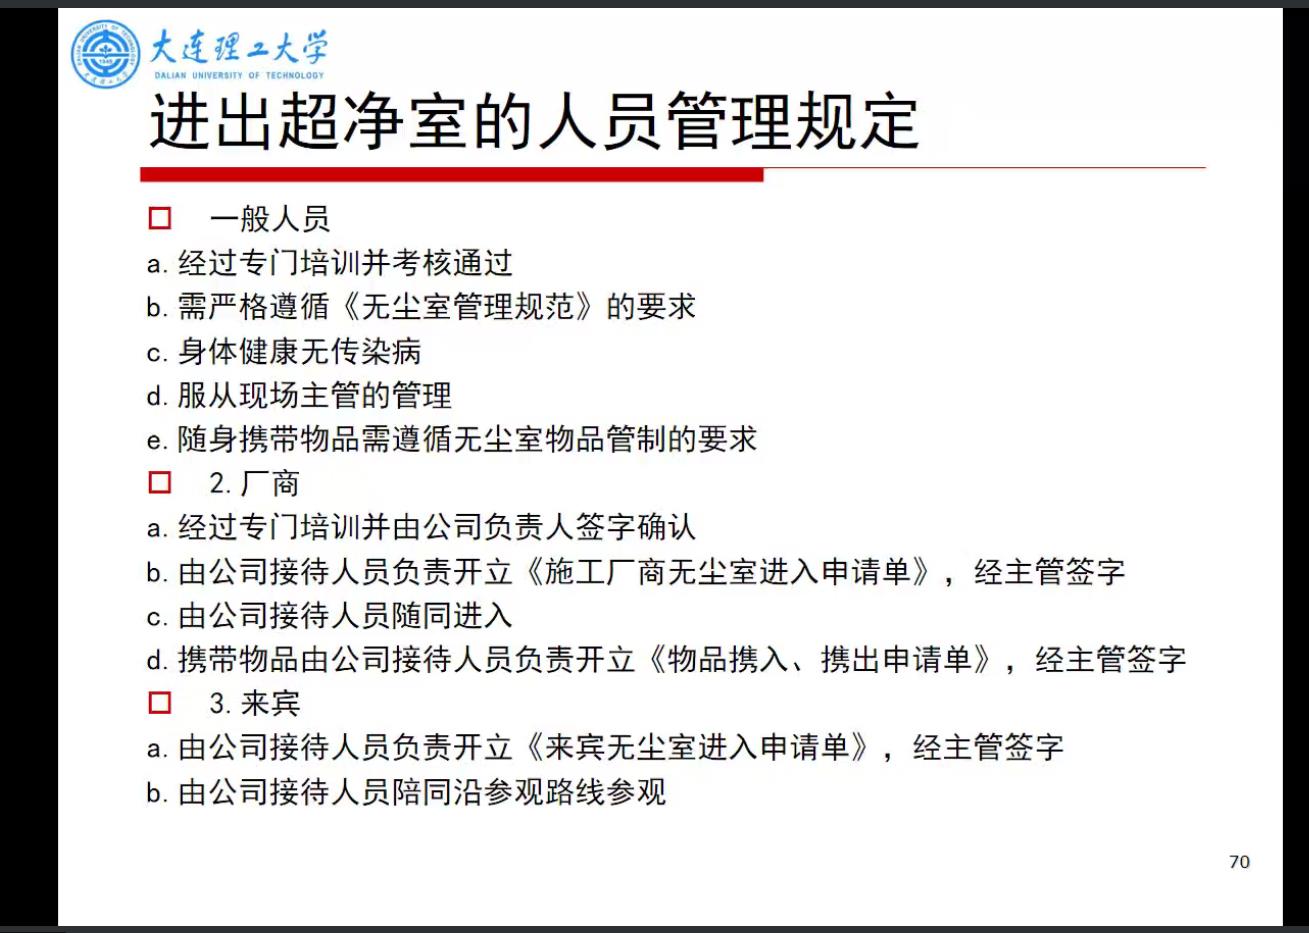 大连理工大学
DALIAN UNIVERSITY OF TECHNOLOGY
进出超净室的人员管理规定
一般人员
a. 经过专门培训并考核通过
b. 需严格遵循《无尘室管理规范》的要求
c. 身体健康无传染病
d. 服从现场主管的管理
e. 随身携带物品需遵循无尘室物品管制的要求
2. 厂商
a. 经过专门培训并由公司负责人签字确认
b. 由公司接待人员负责开立《施工厂商无尘室进入申请单》，经主管签字
c. 由公司接待人员随同进入
d. 携带物品由公司接待人员负责开立《物品携入、携出申请单》，经主管签字
3. 来宾
a. 由公司接待人员负责开立《来宾无尘室进入申请单》，经主管签字
b. 由公司接待人员陪同沿参观路线参观
70